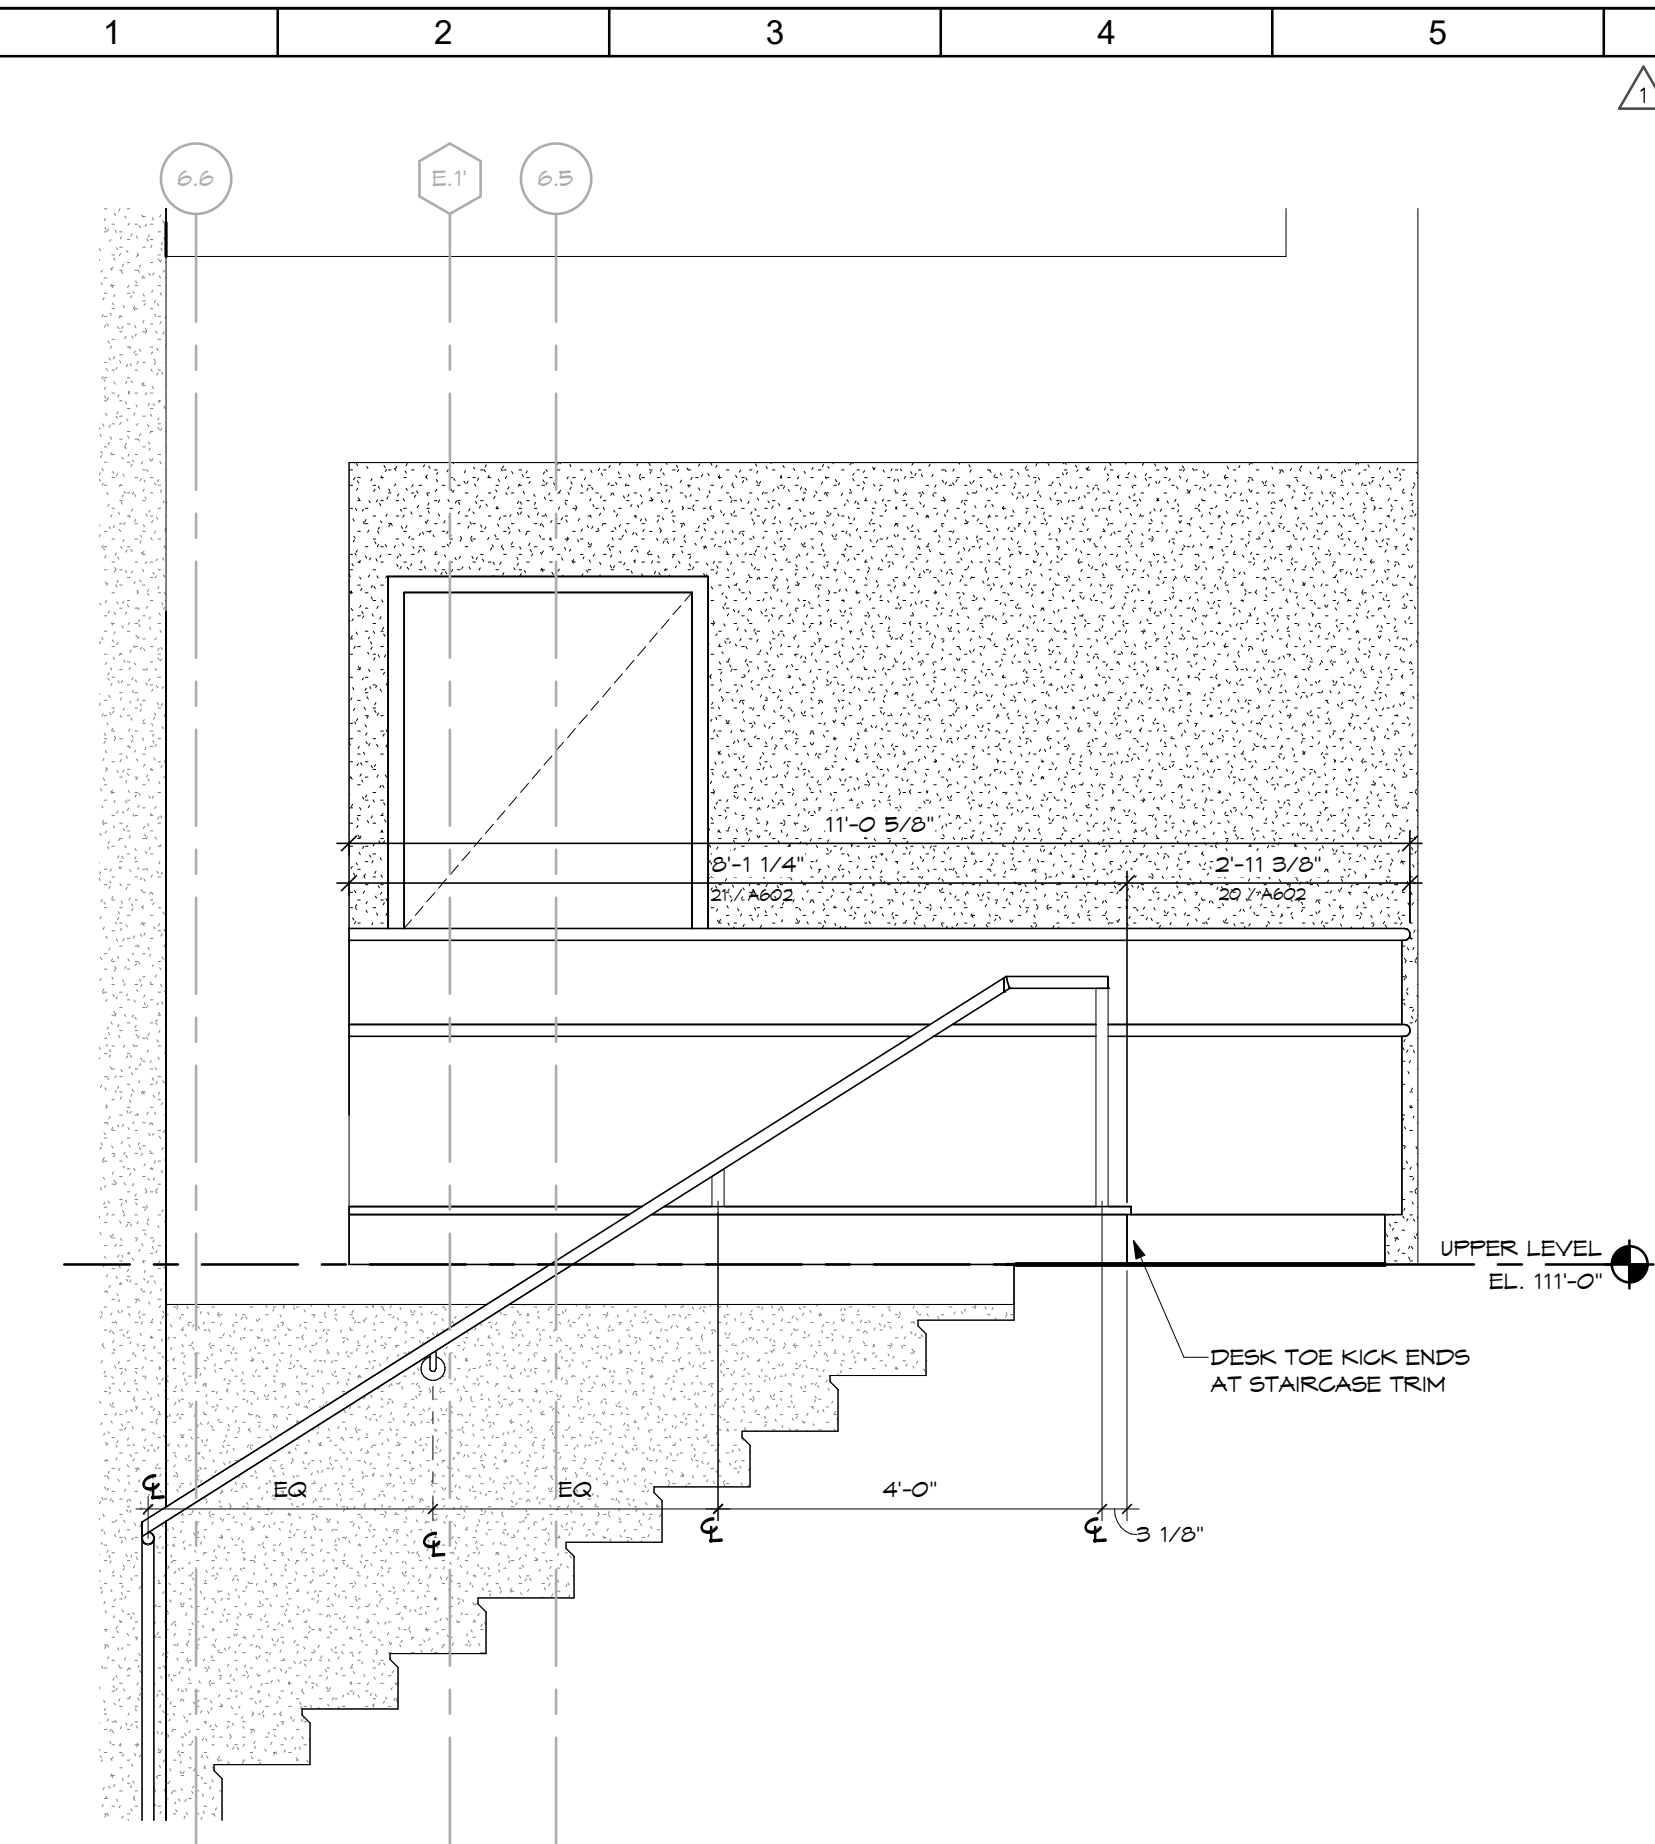 1 2 3 4 5
1
6.6 E.1' 6.5
11'-0 5/8"
8'-1 1/4" 2'-11 3/8"
21 / A602 20 / A602
UPPER LEVEL
EL. 111'-0"
DESK TOE KICK ENDS
AT STAIRCASE TRIM
℄ EQ EQ 4'-0"
℄ ℄ ℄ 3 1/8"